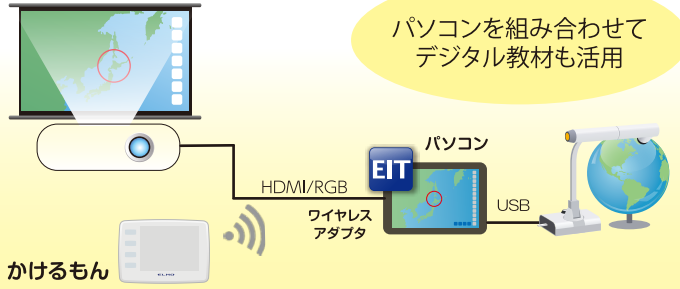 パソコンを組み合わせて
デジタル教材も活用
パソコン
EIT
HDMI/RGB
USB
ワイヤレス
アダプタ
かけるもん
ELMO